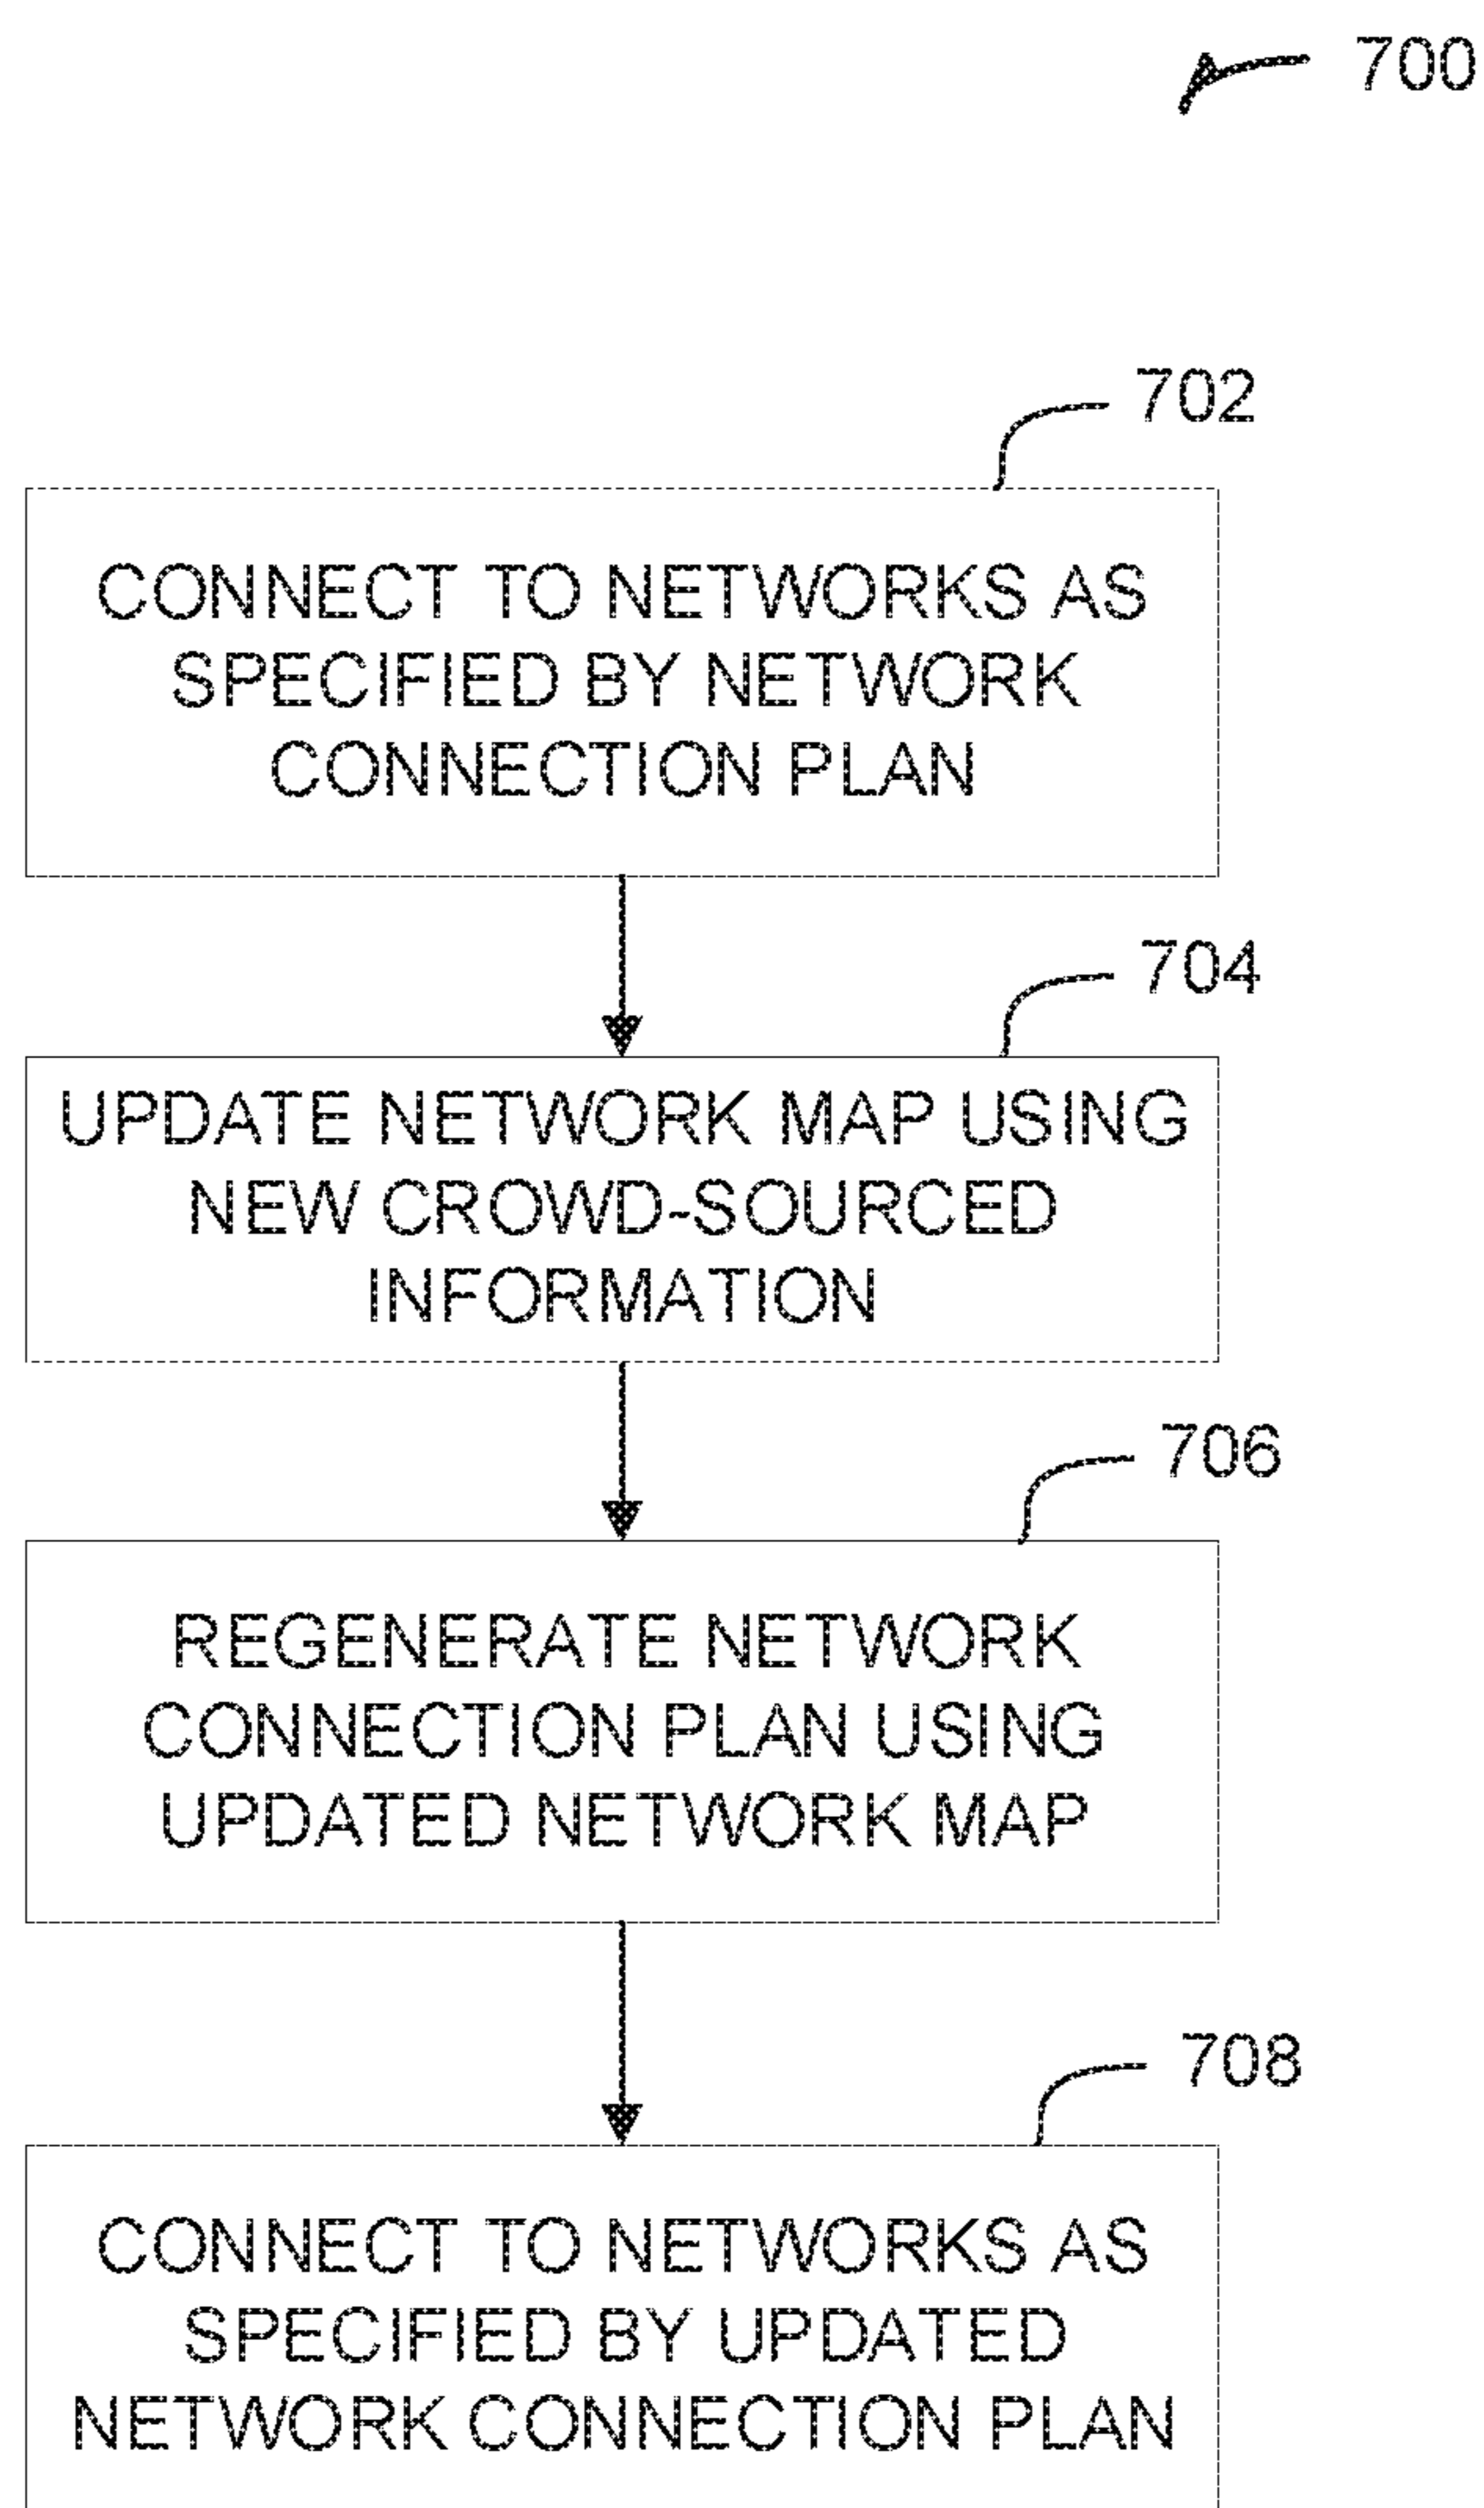 700
702
CONNECT TO NETWORKS AS
SPECIFIED BY NETWORK
CONNECTION PLAN
704
UPDATE NETWORK MAP USING
NEW CROWD-SOURCED
INFORMATION
706
REGENERATE NETWORK
CONNECTION PLAN USING
UPDATED NETWORK MAP
708
CONNECT TO NETWORKS AS
SPECIFIED BY UPDATED
NETWORK CONNECTION PLAN